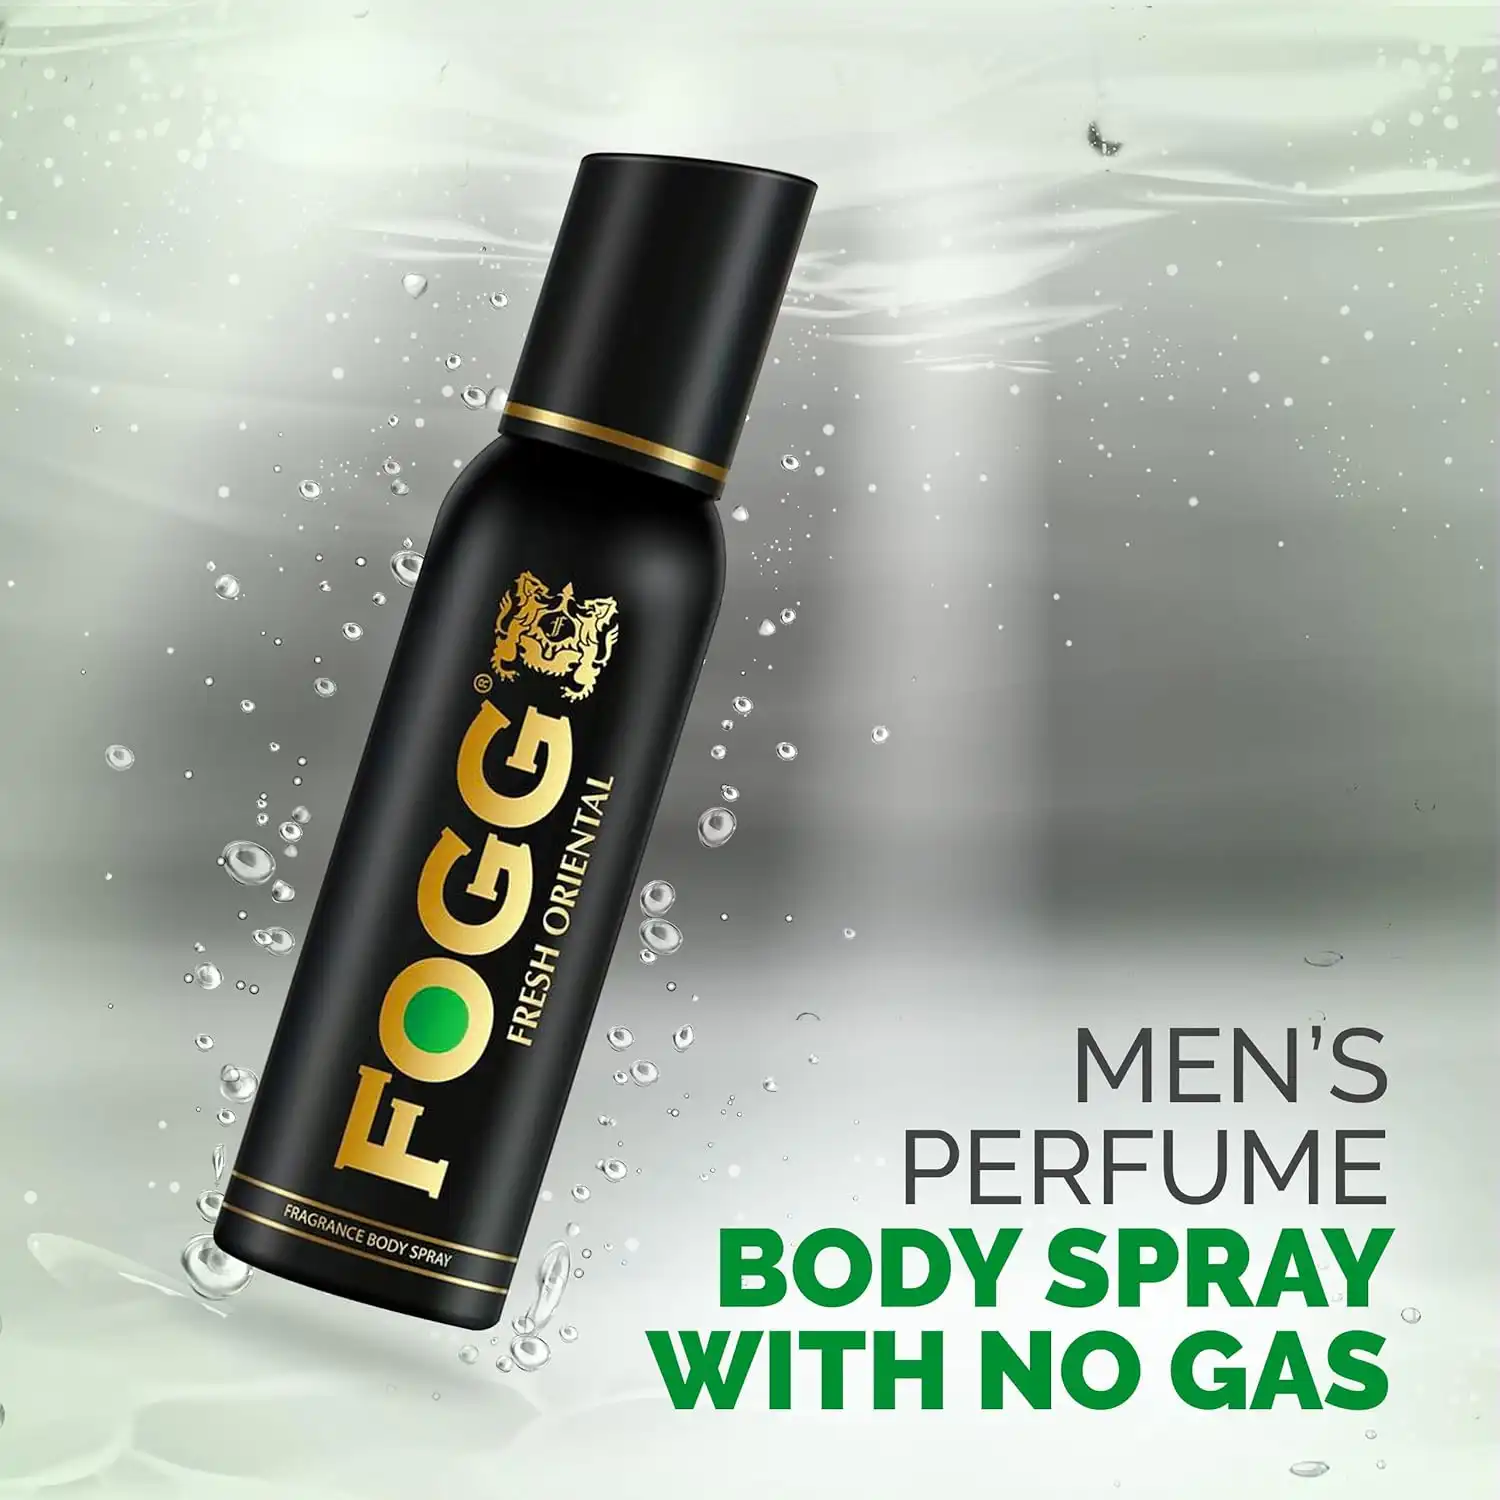 FOGG®
FRESH ORIENTAL
FRAGRANCE BODY SPRAY
MEN'S
PERFUME
BODY SPRAY
WITH NO GAS